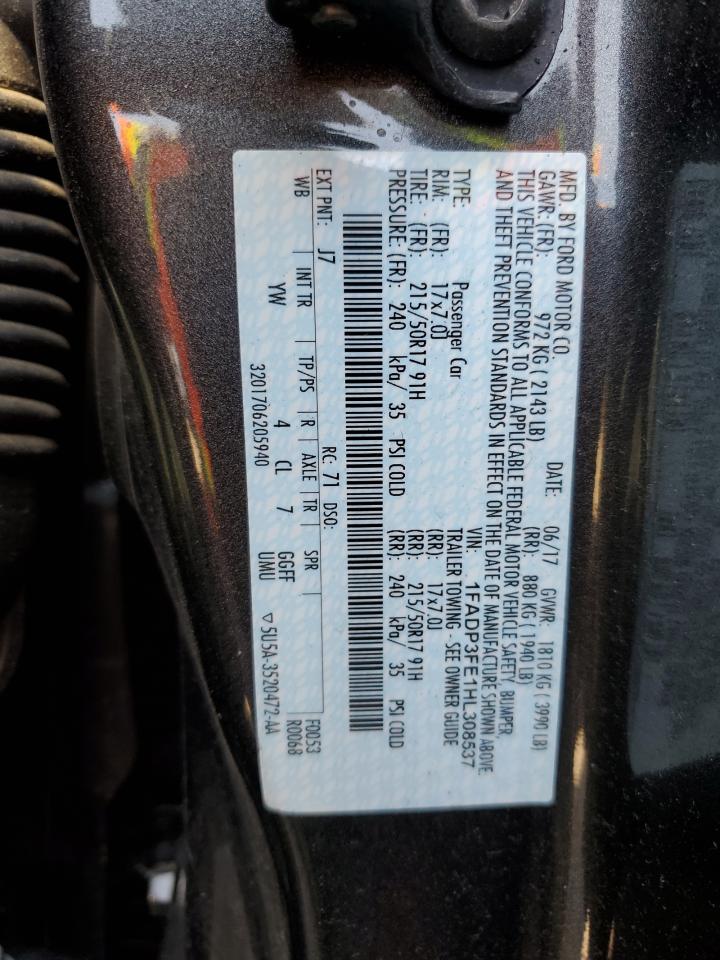 MFD. BY FORD MOTOR CO.
DATE: 06/17 GVWR: 1810 KG ( 3990 LB)
GAWR: (FR): 972 KG ( 2143 LB) (RR): 880 KG ( 1940 LB)
THIS VEHICLE CONFORMS TO ALL APPLICABLE FEDERAL MOTOR VEHICLE SAFETY, BUMPER,
AND THEFT PREVENTION STANDARDS IN EFFECT ON THE DATE OF MANUFACTURE SHOWN ABOVE.
VIN: 1FADP3FE1HL308537
TYPE: Passenger Car TRAILER TOWING - SEE OWNER GUIDE
RIM: (FR): 17x7.0J (RR): 17x7.0J
TIRE: (FR): 215/50R17 91H (RR): 215/50R17 91H
PRESSURE: (FR): 240 kPa/ 35 PSI COLD (RR): 240 kPa/ 35 PSI COLD
EXT PNT: J7 RC: 71 DSO: F0053
WB INT TR TP/PS R AXLE TR SPR R0068
YW 4 CL 7 GGFF
UMU
3201706205940 ▽ 5U5A-3520472-AA